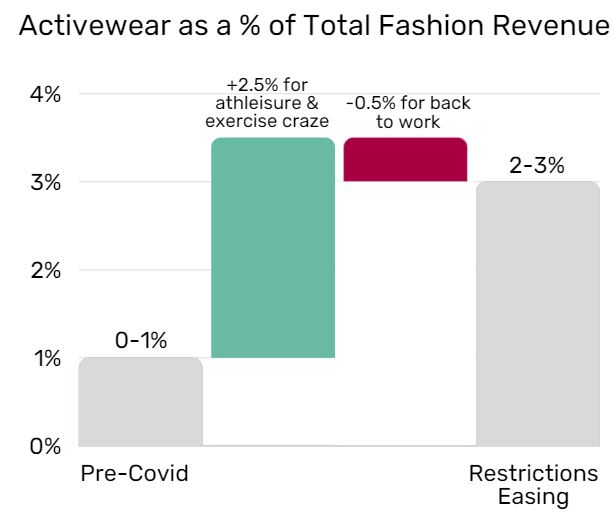 Activewear as a % of Total Fashion Revenue
4%
+2.5% for
athleisure &
exercise craze
-0.5% for back
to work
3%
2-3%
2%
0-1%
1%
0%
Pre-Covid
Restrictions
Easing